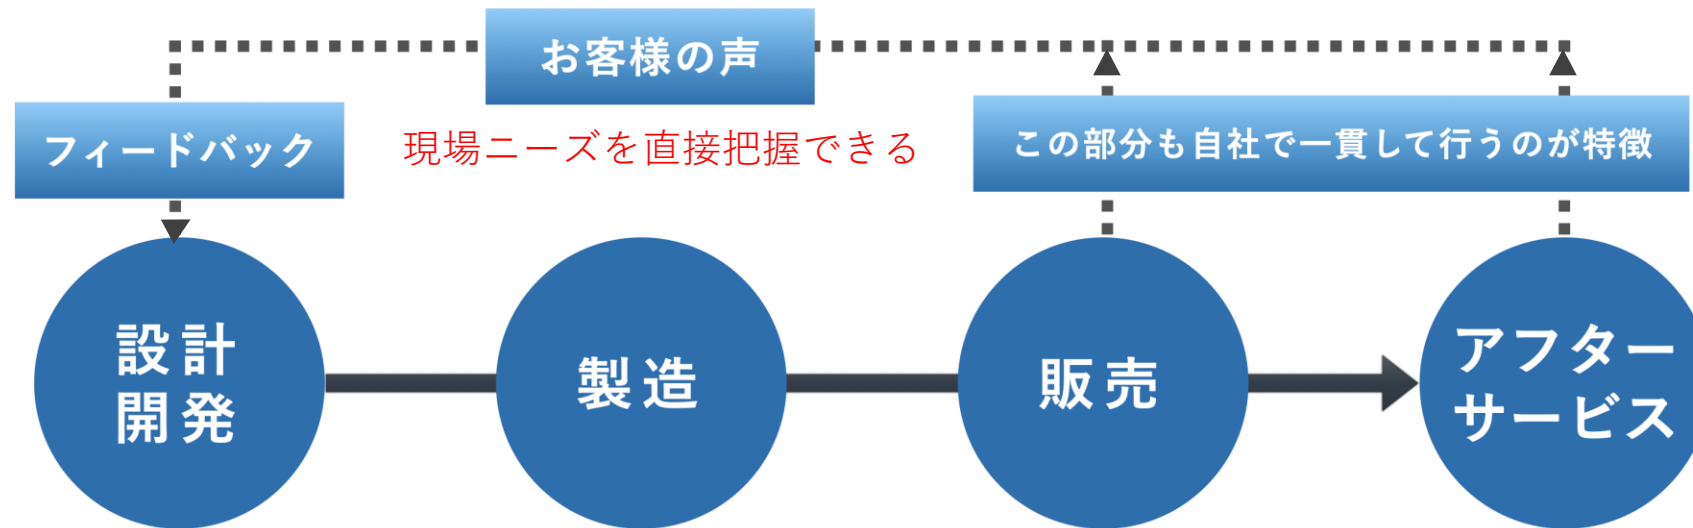 お客様の声
フィードバック
現場ニーズを直接把握できる
この部分も自社で一貫して行うのが特徴
設計
開発
製造
販売
アフター
サービス